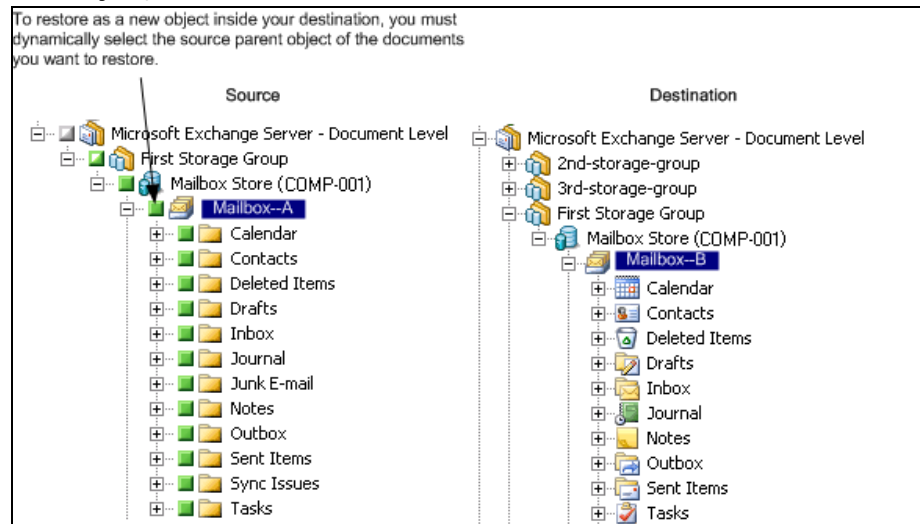 To restore as a new object inside your destination, you must
dynamically select the source parent object of the documents
you want to restore.
Source
Microsoft Exchange Server - Document Level
First Storage Group
Mailbox Store (COMP-001)
Mailbox--A
Calendar
Contacts
Deleted Items
Drafts
Inbox
Journal
Junk E-mail
Notes
Outbox
Sent Items
Sync Issues
Tasks
Destination
Microsoft Exchange Server - Document Level
2nd-storage-group
3rd-storage-group
First Storage Group
Mailbox Store (COMP-001)
Mailbox--B
Calendar
Contacts
Deleted Items
Drafts
Inbox
Journal
Notes
Outbox
Sent Items
Tasks